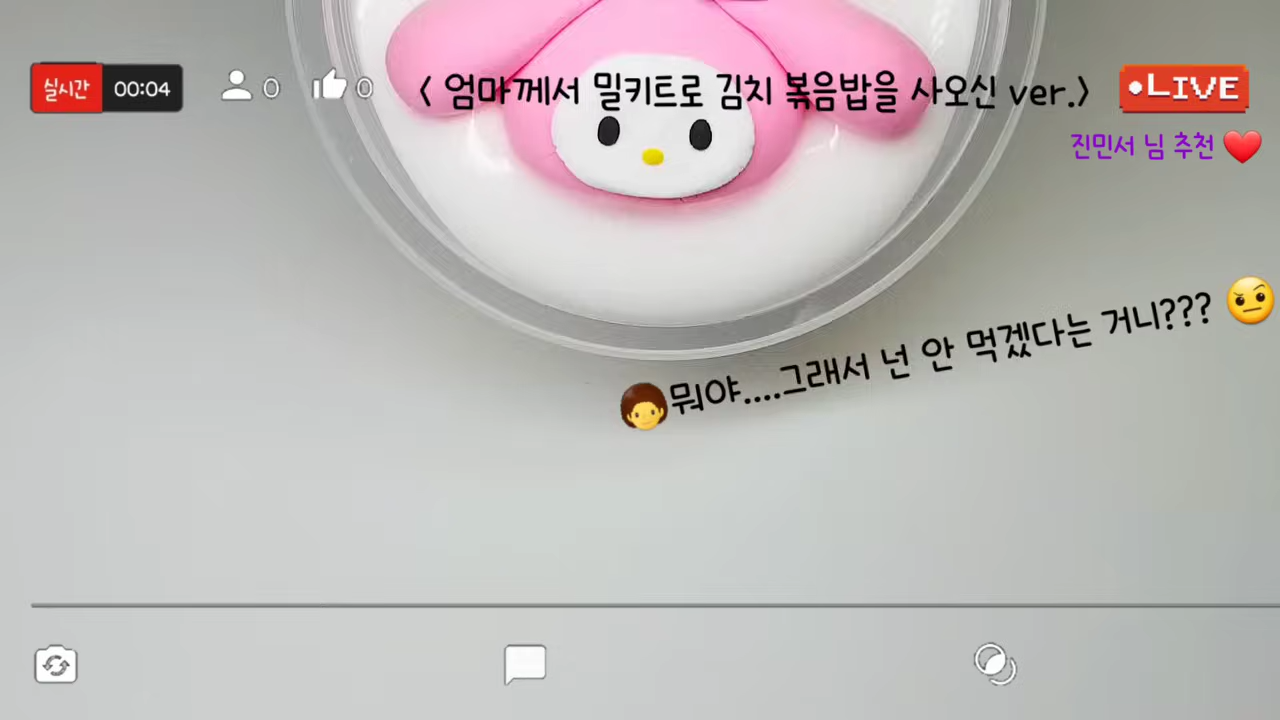 실시간 00:04 0 0
< 엄마께서 밀키트로 김치 볶음밥을 사오신 ver.>
LIVE
진민서 님 추천
뭐야....그래서 넌 안 먹겠다는 거니???